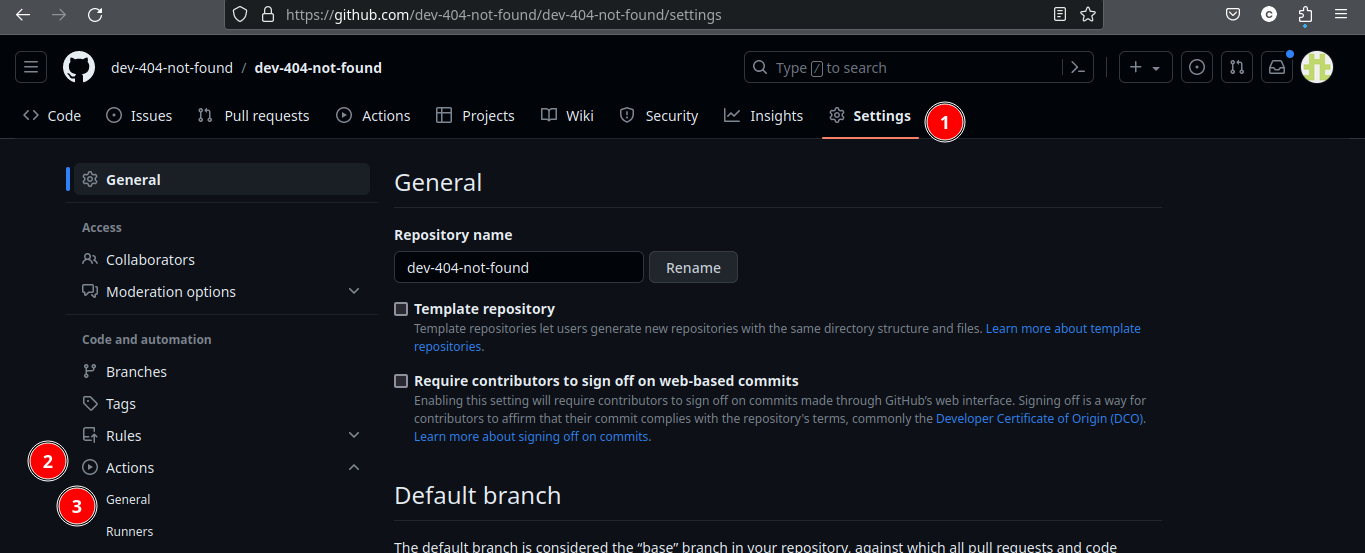 https://github.com/dev-404-not-found/dev-404-not-found/settings
C
dev-404-not-found / dev-404-not-found
Type / to search
Code Issues Pull requests Actions Projects Wiki Security Insights Settings 1
General
Access
Collaborators
Moderation options
Code and automation
Branches
Tags
Rules
2 Actions
3 General
Runners
General
Repository name
dev-404-not-found Rename
Template repository
Template repositories let users generate new repositories with the same directory structure and files. Learn more about template
repositories.
Require contributors to sign off on web-based commits
Enabling this setting will require contributors to sign off on commits made through GitHub's web interface. Signing off is a way for
contributors to affirm that their commit complies with the repository's terms, commonly the Developer Certificate of Origin (DCO).
Learn more about signing off on commits.
Default branch
The default branch is considered the “base” branch in your repository, against which all pull requests and code